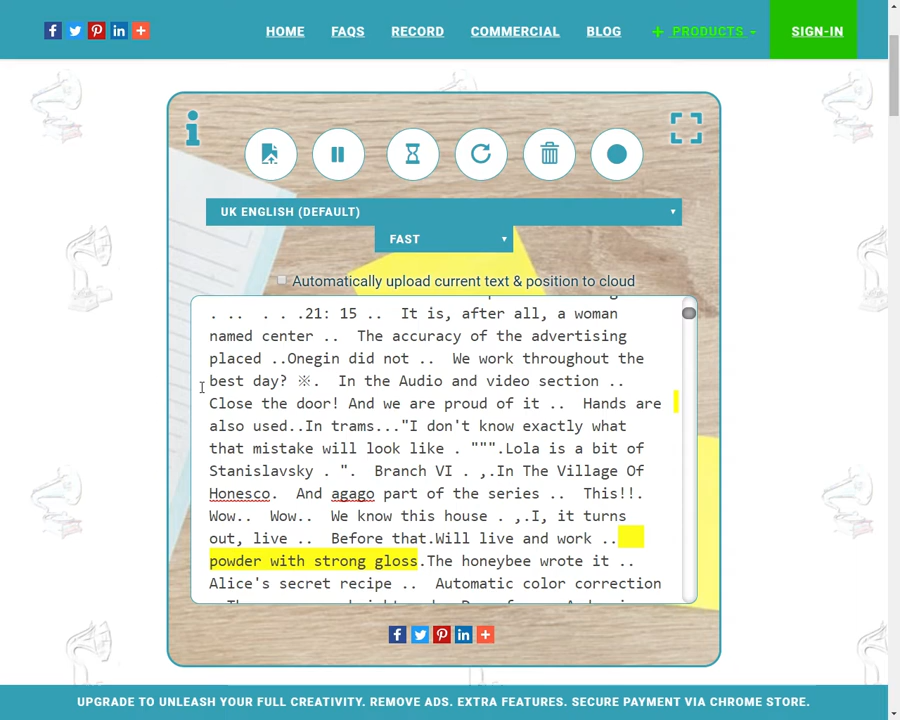 HOME FAQS RECORD COMMERCIAL BLOG + PRODUCTS SIGN-IN
UK ENGLISH (DEFAULT)
FAST
Automatically upload current text & position to cloud
. .. . . .21: 15 .. It is, after all, a woman
named center .. The accuracy of the advertising
placed ..Onegin did not .. We work throughout the
best day? ※. In the Audio and video section ..
Close the door! And we are proud of it .. Hands are
also used..In trams..."I don't know exactly what
that mistake will look like . """.Lola is a bit of
Stanislavsky . ". Branch VI . ,.In The Village Of
Honesco. And agago part of the series .. This!!.
Wow.. Wow.. We know this house . ,.I, it turns
out, live .. Before that.Will live and work ..
powder with strong gloss.The honeybee wrote it ..
Alice's secret recipe .. Automatic color correction
UPGRADE TO UNLEASH YOUR FULL CREATIVITY. REMOVE ADS. EXTRA FEATURES. SECURE PAYMENT VIA CHROME STORE.